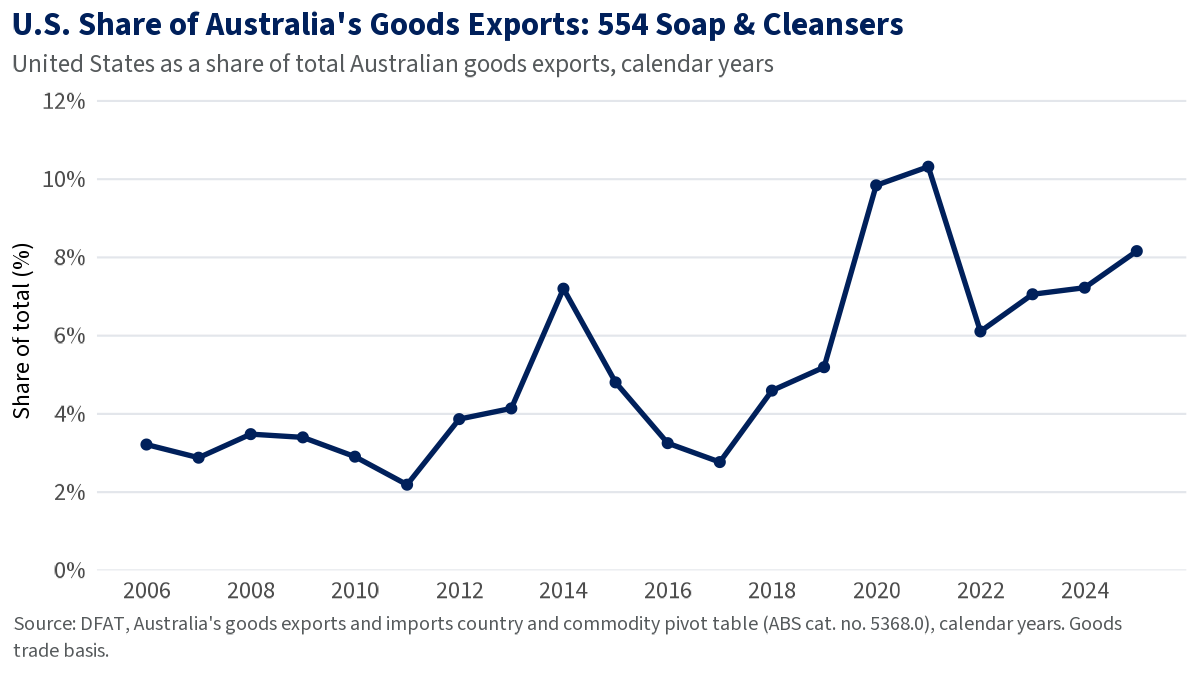 U.S. Share of Australia's Goods Exports: 554 Soap & Cleansers
United States as a share of total Australian goods exports, calendar years
12%
10%
8%
6%
4%
2%
0%
Share of total (%)
2006 2008 2010 2012 2014 2016 2018 2020 2022 2024
Source: DFAT, Australia's goods exports and imports country and commodity pivot table (ABS cat. no. 5368.0), calendar years. Goods
trade basis.